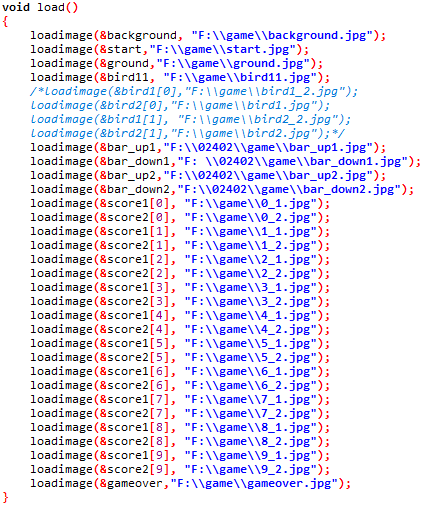 void load()
{
loadimage(&background, "F:\\game\\background.jpg");
loadimage(&start,"F:\\game\\start.jpg");
loadimage(&ground,"F:\\game\\ground.jpg");
loadimage(&bird11, "F:\\game\\bird11.jpg");
/*loadimage(&bird1[0],"F:\\game\\bird1_2.jpg");
loadimage(&bird2[0],"F:\\game\\bird1.jpg");
loadimage(&bird1[1], "F:\\game\\bird2_2.jpg");
loadimage(&bird2[1],"F:\\game\\bird2.jpg");*/
loadimage(&bar_up1,"F:\\02402\\game\\bar_up1.jpg");
loadimage(&bar_down1,"F: \\02402\\game\\bar_down1.jpg");
loadimage(&bar_up2,"F:\\02402\\game\\bar_up2.jpg");
loadimage(&bar_down2,"F:\\02402\\game\\bar_down2.jpg");
loadimage(&score1[0], "F:\\game\\0_1.jpg");
loadimage(&score2[0], "F:\\game\\0_2.jpg");
loadimage(&score1[1], "F:\\game\\1_1.jpg");
loadimage(&score2[1], "F:\\game\\1_2.jpg");
loadimage(&score1[2], "F:\\game\\2_1.jpg");
loadimage(&score2[2], "F:\\game\\2_2.jpg");
loadimage(&score1[3], "F:\\game\\3_1.jpg");
loadimage(&score2[3], "F:\\game\\3_2.jpg");
loadimage(&score1[4], "F:\\game\\4_1.jpg");
loadimage(&score2[4], "F:\\game\\4_2.jpg");
loadimage(&score1[5], "F:\\game\\5_1.jpg");
loadimage(&score2[5], "F:\\game\\5_2.jpg");
loadimage(&score1[6], "F:\\game\\6_1.jpg");
loadimage(&score2[6], "F:\\game\\6_2.jpg");
loadimage(&score1[7], "F:\\game\\7_1.jpg");
loadimage(&score2[7], "F:\\game\\7_2.jpg");
loadimage(&score1[8], "F:\\game\\8_1.jpg");
loadimage(&score2[8], "F:\\game\\8_2.jpg");
loadimage(&score1[9], "F:\\game\\9_1.jpg");
loadimage(&score2[9], "F:\\game\\9_2.jpg");
loadimage(&gameover,"F:\\game\\gameover.jpg");
}